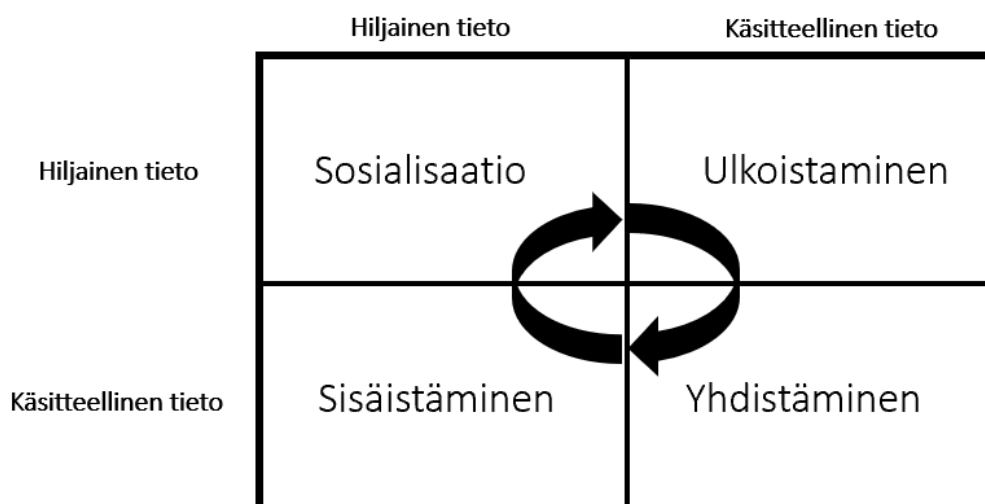 Hiljainen tieto
Käsitteellinen tieto
Hiljainen tieto
Sosialisaatio
Ulkoistaminen
Käsitteellinen tieto
Sisäistäminen
Yhdistäminen